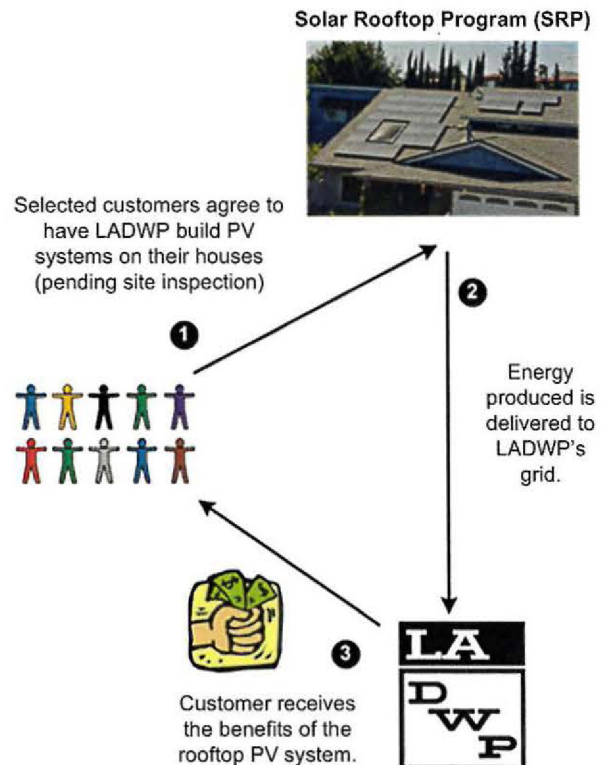 Solar Rooftop Program (SRP)
Selected customers agree to
have LADWP build PV
systems on their houses
(pending site inspection)
1
2
Energy
produced is
delivered to
LADWP's
grid.
3
Customer receives
the benefits of the
rooftop PV system.
LA
DWP